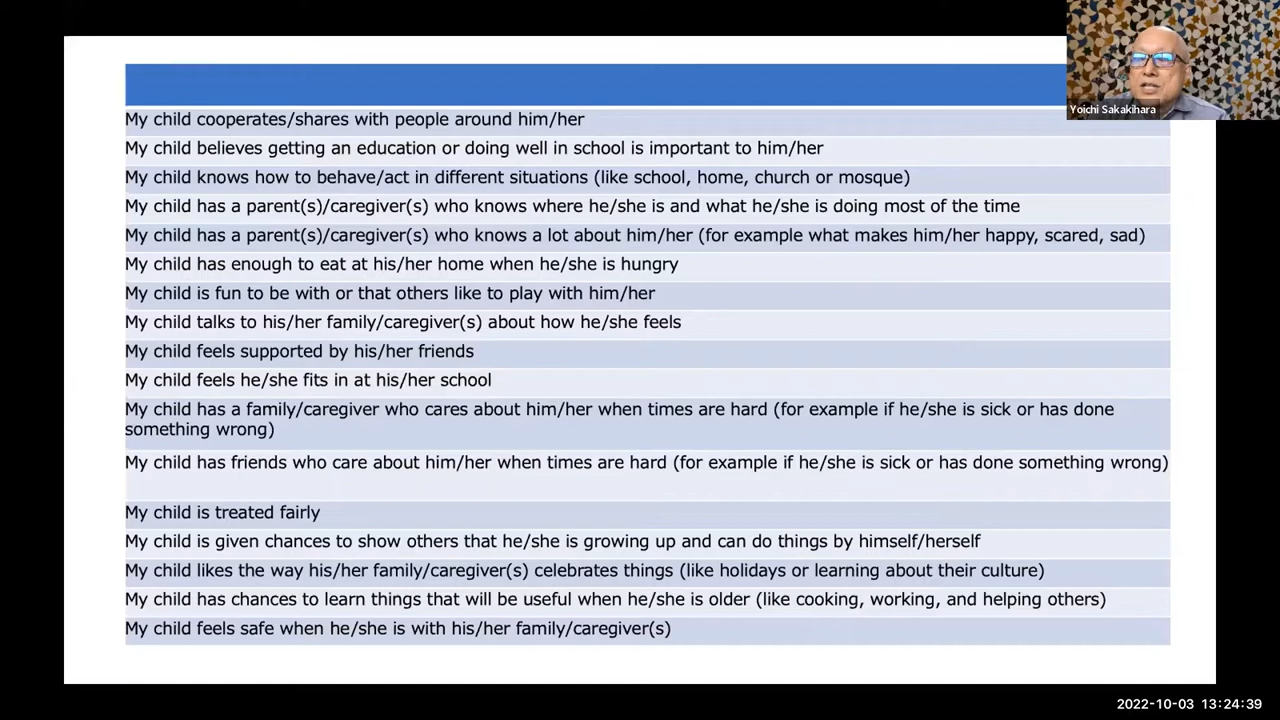 Yoichi Sakakihara
My child cooperates/shares with people around him/her
My child believes getting an education or doing well in school is important to him/her
My child knows how to behave/act in different situations (like school, home, church or mosque)
My child has a parent(s)/caregiver(s) who knows where he/she is and what he/she is doing most of the time
My child has a parent(s)/caregiver(s) who knows a lot about him/her (for example what makes him/her happy, scared, sad)
My child has enough to eat at his/her home when he/she is hungry
My child is fun to be with or that others like to play with him/her
My child talks to his/her family/caregiver(s) about how he/she feels
My child feels supported by his/her friends
My child feels he/she fits in at his/her school
My child has a family/caregiver who cares about him/her when times are hard (for example if he/she is sick or has done
something wrong)
My child has friends who care about him/her when times are hard (for example if he/she is sick or has done something wrong)
My child is treated fairly
My child is given chances to show others that he/she is growing up and can do things by himself/herself
My child likes the way his/her family/caregiver(s) celebrates things (like holidays or learning about their culture)
My child has chances to learn things that will be useful when he/she is older (like cooking, working, and helping others)
My child feels safe when he/she is with his/her family/caregiver(s)
2022-10-03 13:24:39